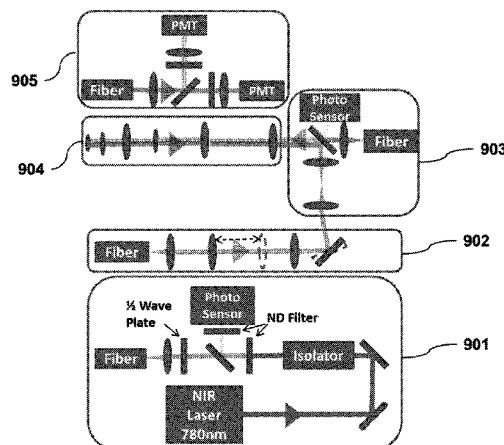 PMT
905
Fiber
PMT
Photo
Sensor
904
Fiber
903
902
Fiber
½ Wave
Plate
Photo
Sensor
ND Filter
901
Fiber
Isolator
NIR
Laser
780nm